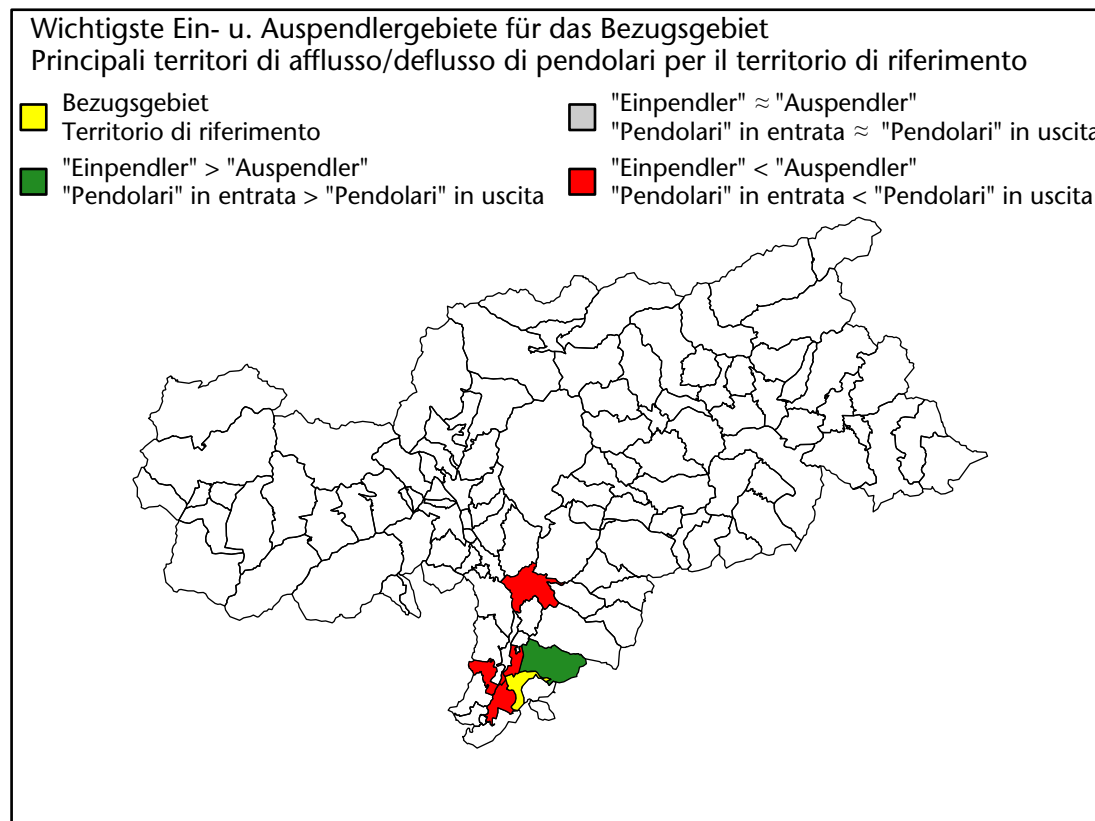 Wichtigste Ein- u. Auspendlergebiete für das Bezugsgebiet
Principali territori di afflusso/deflusso di pendolari per il territorio di riferimento
Bezugsgebiet
Territorio di riferimento
"Einpendler" > "Auspendler"
"Pendolari" in entrata > "Pendolari" in uscita
"Einpendler" ≈ "Auspendler"
"Pendolari" in entrata ≈ "Pendolari" in uscita
"Einpendler" < "Auspendler"
"Pendolari" in entrata < "Pendolari" in uscita